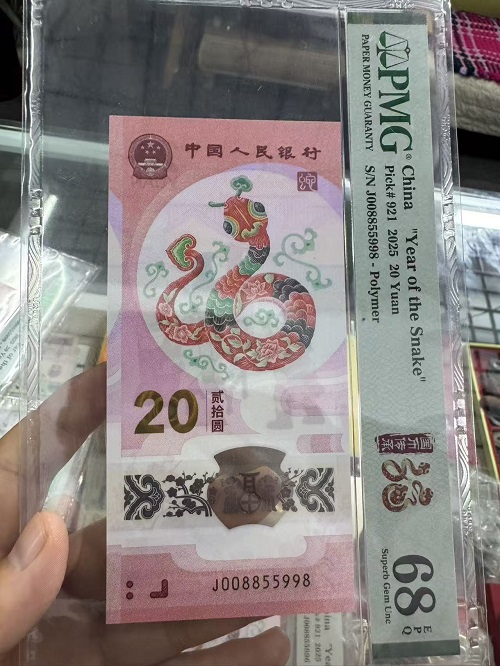 中国人民银行
20
贰拾圆
J008855998
PMG®
PAPER MONEY GUARANTY
China "Year of the Snake"
Pick# 921 2025 20 Yuan
S/N J008855998 - Polymer
68 EPQ
Superb Gem Unc